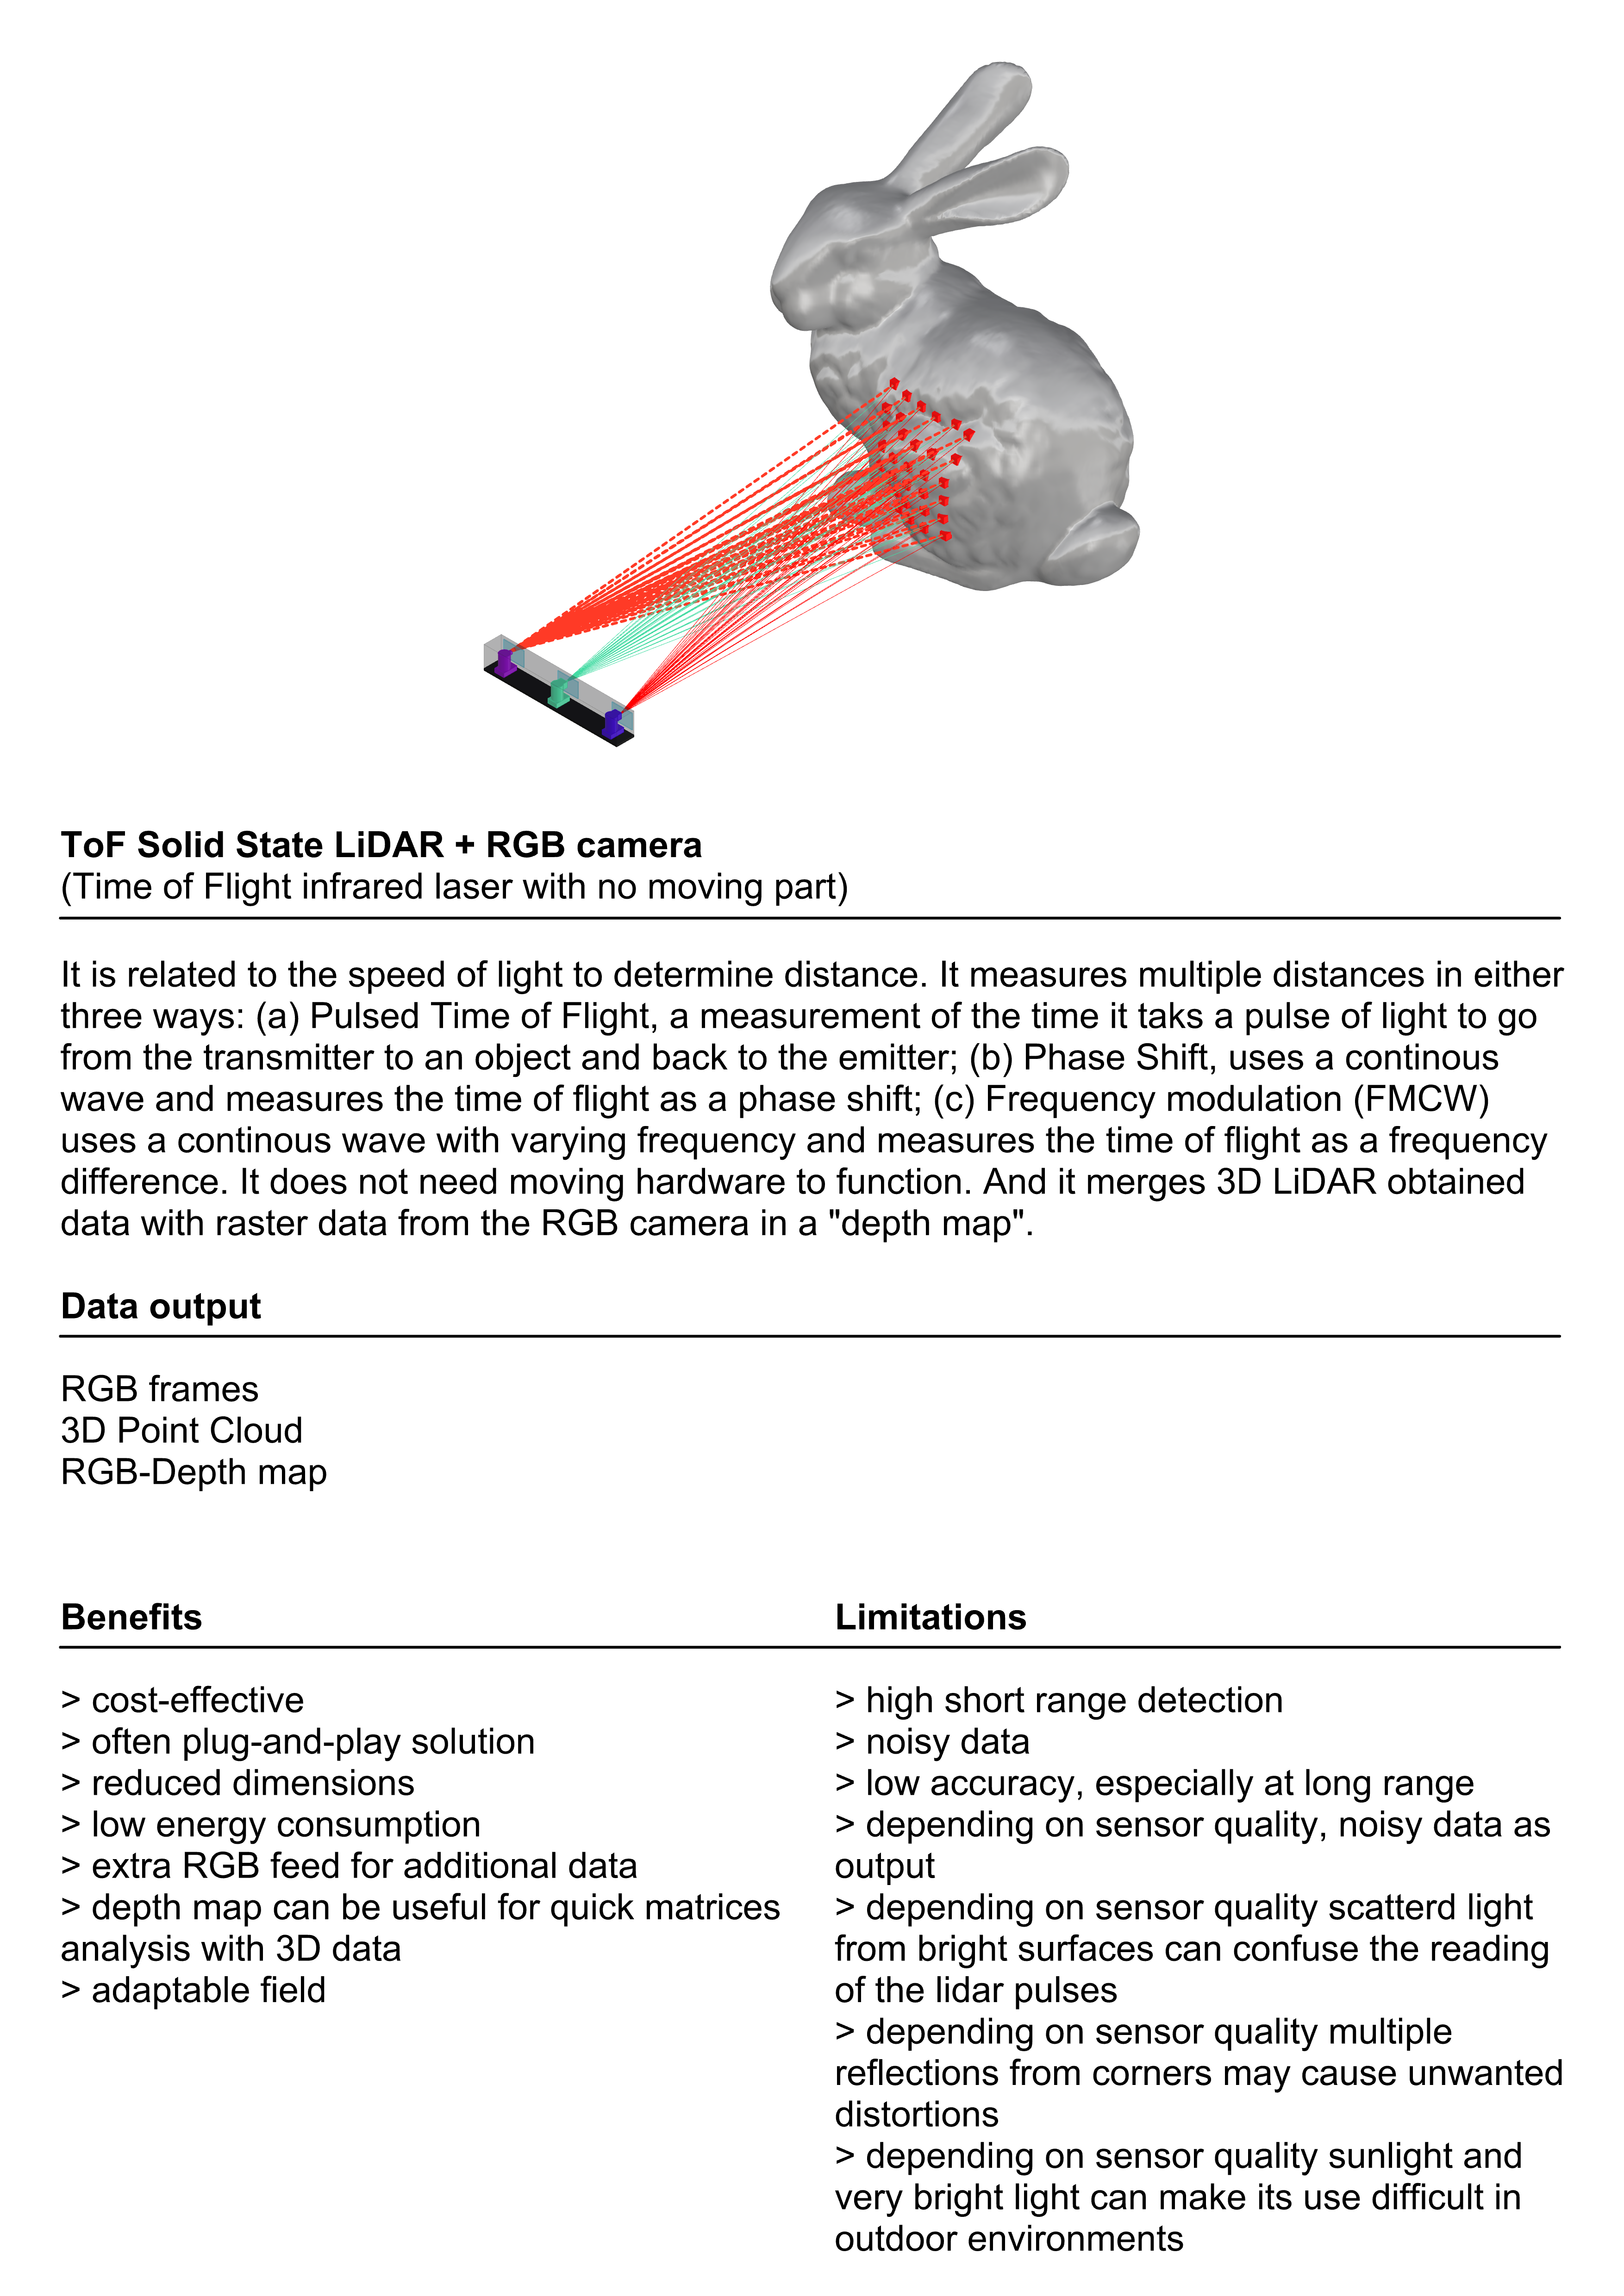 ToF Solid State LiDAR + RGB camera
(Time of Flight infrared laser with no moving part)
It is related to the speed of light to determine distance. It measures multiple distances in either
three ways: (a) Pulsed Time of Flight, a measurement of the time it taks a pulse of light to go
from the transmitter to an object and back to the emitter; (b) Phase Shift, uses a continous
wave and measures the time of flight as a phase shift; (c) Frequency modulation (FMCW)
uses a continous wave with varying frequency and measures the time of flight as a frequency
difference. It does not need moving hardware to function. And it merges 3D LiDAR obtained
data with raster data from the RGB camera in a "depth map".
Data output
RGB frames
3D Point Cloud
RGB-Depth map
Benefits
> cost-effective
> often plug-and-play solution
> reduced dimensions
> low energy consumption
> extra RGB feed for additional data
> depth map can be useful for quick matrices
analysis with 3D data
> adaptable field
Limitations
> high short range detection
> noisy data
> low accuracy, especially at long range
> depending on sensor quality, noisy data as
output
> depending on sensor quality scatterd light
from bright surfaces can confuse the reading
of the lidar pulses
> depending on sensor quality multiple
reflections from corners may cause unwanted
distortions
> depending on sensor quality sunlight and
very bright light can make its use difficult in
outdoor environments